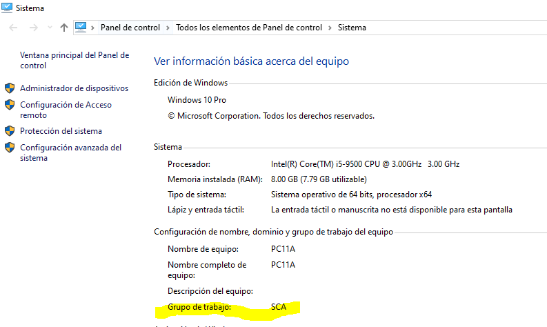 Sistema
Panel de control > Todos los elementos de Panel de control > Sistema
Ventana principal del Panel de
control
Administrador de dispositivos
Configuración de Acceso
remoto
Protección del sistema
Configuración avanzada del
sistema
Ver información básica acerca del equipo
Edición de Windows
Windows 10 Pro
© Microsoft Corporation. Todos los derechos reservados.
Sistema
Procesador: Intel(R) Core(TM) i5-9500 CPU @ 3.00GHz 3.00 GHz
Memoria instalada (RAM): 8.00 GB (7.79 GB utilizable)
Tipo de sistema: Sistema operativo de 64 bits, procesador x64
Lápiz y entrada táctil: La entrada táctil o manuscrita no está disponible para esta pantalla
Configuración de nombre, dominio y grupo de trabajo del equipo
Nombre de equipo: PC11A
Nombre completo de PC11A
equipo:
Descripción del equipo:
Grupo de trabajo: SCA